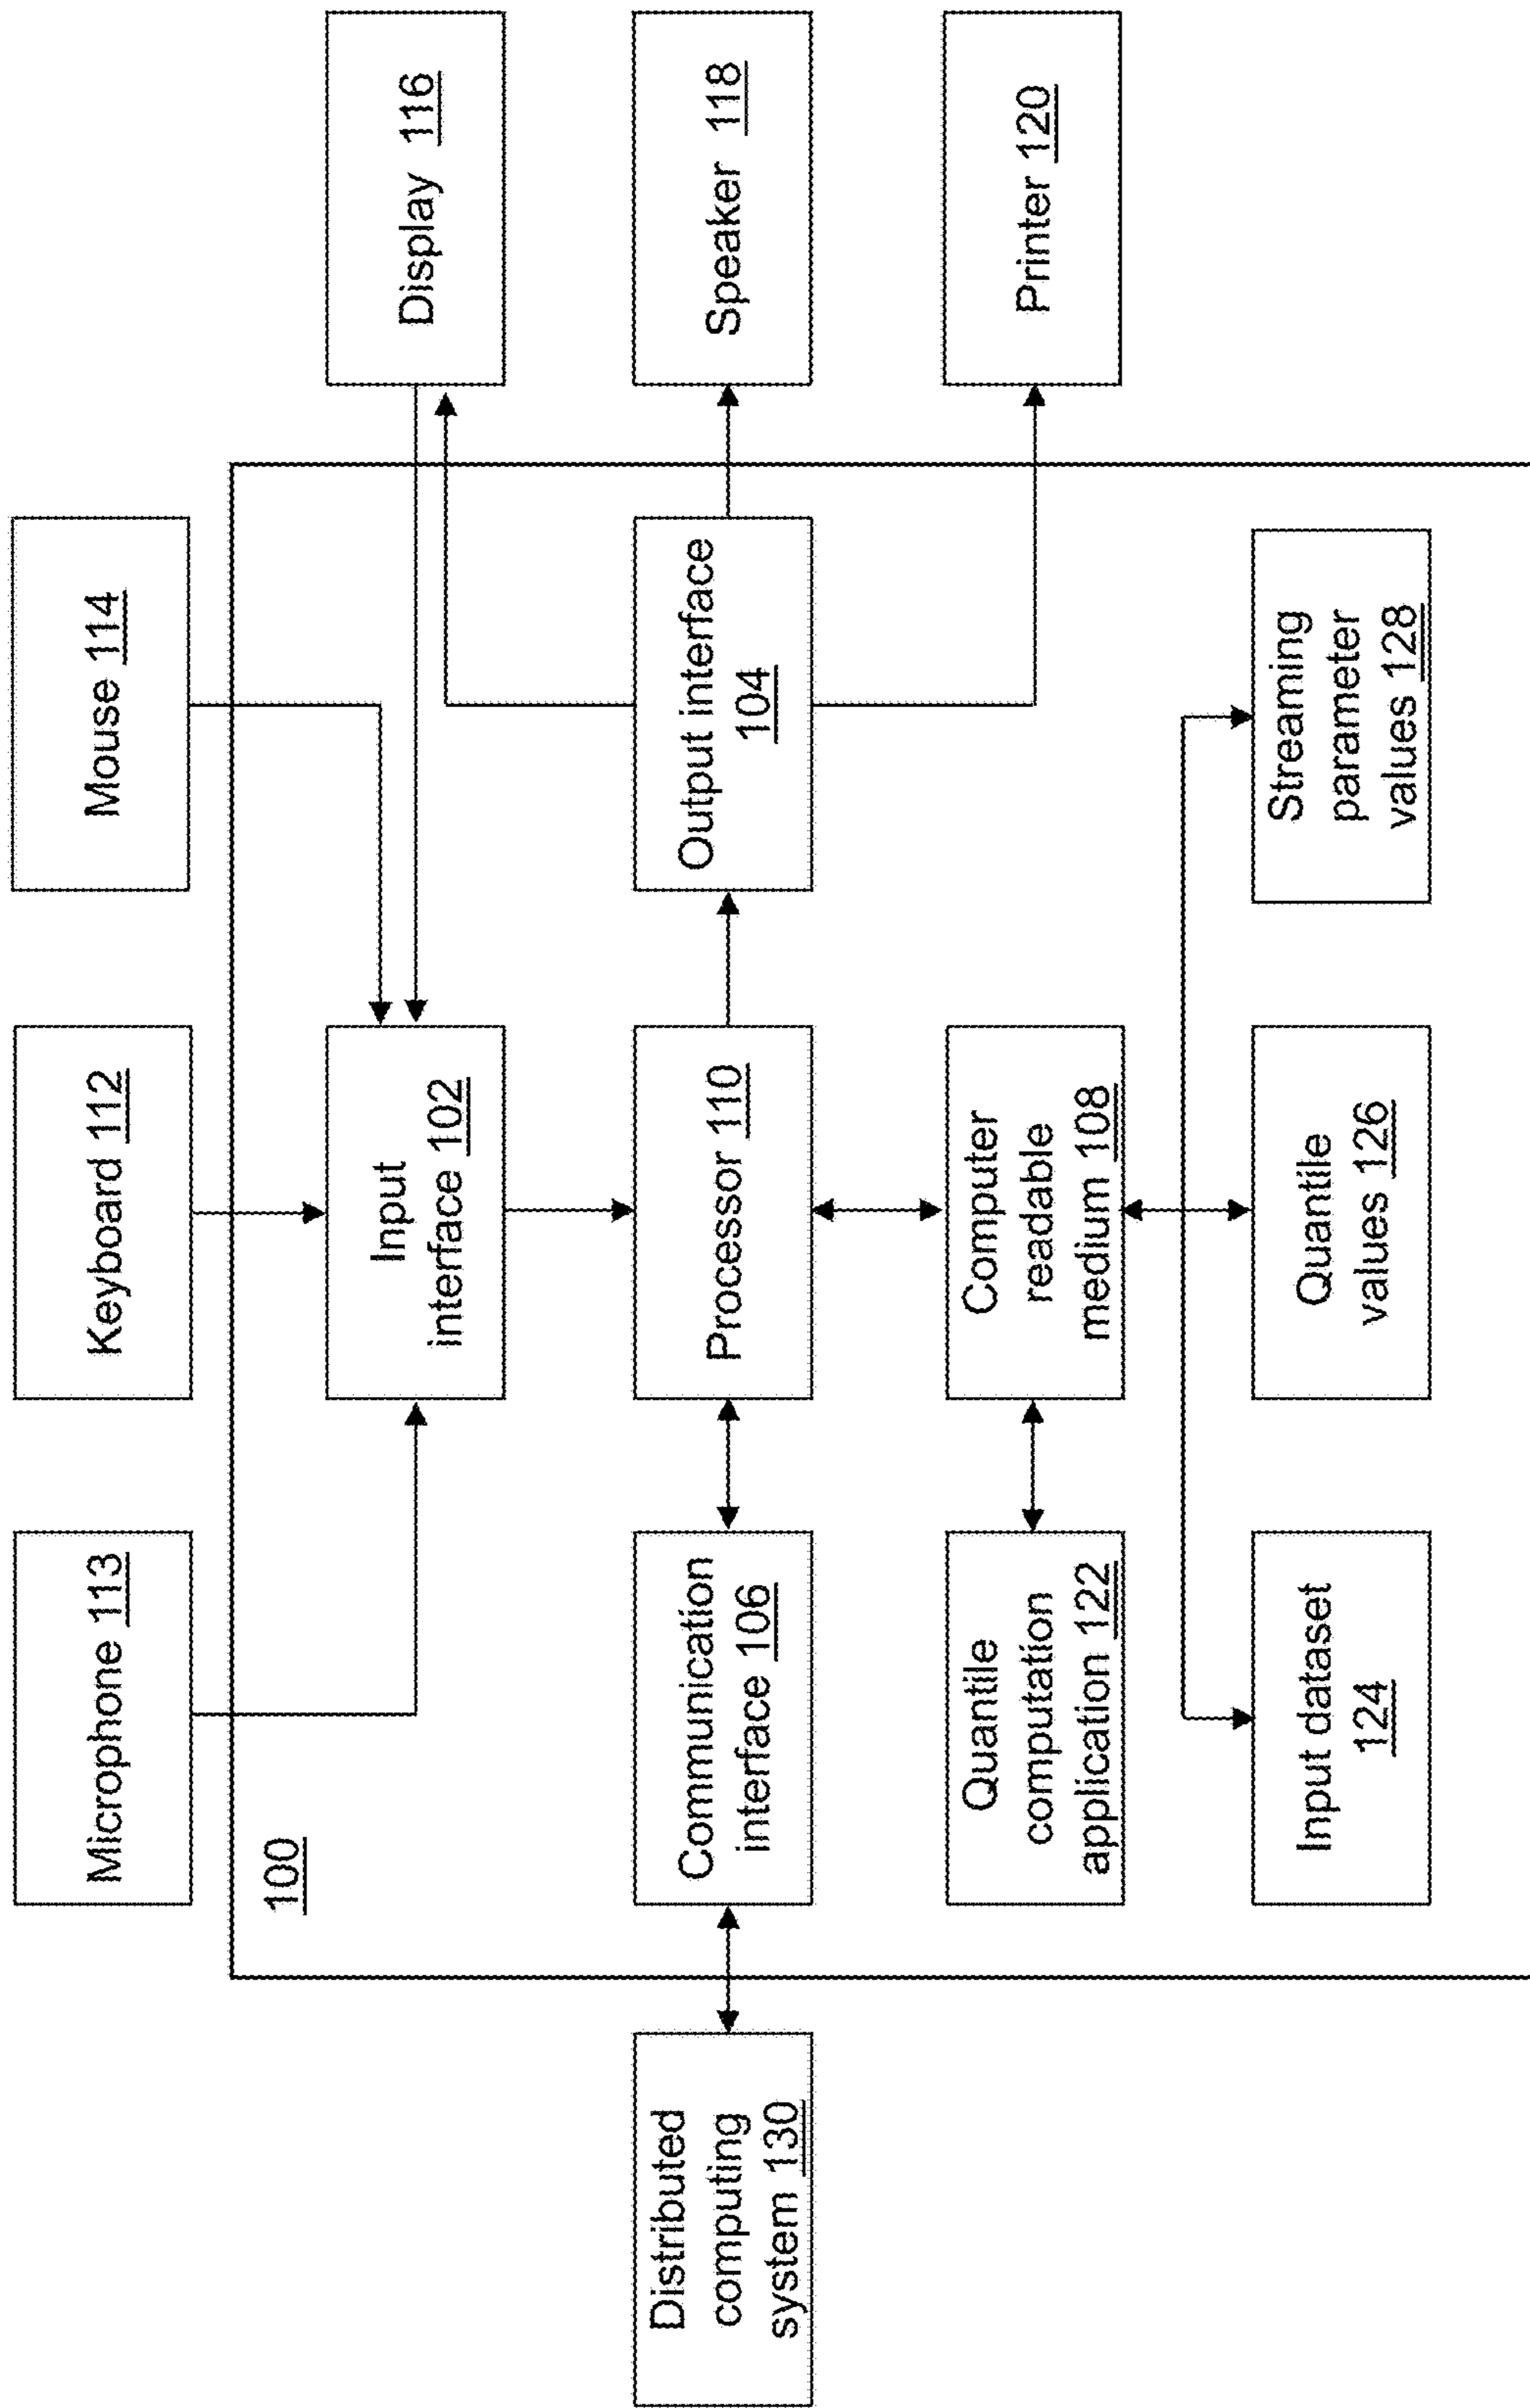 Microphone 113
Keyboard 112
Mouse 114
100
Input
interface 102
Display 116
Distributed
computing
system 130
Communication
interface 106
Processor 110
Output interface
104
Speaker 118
Quantile
computation
application 122
Computer
readable
medium 108
Printer 120
Input dataset
124
Quantile
values 126
Streaming
parameter
values 128